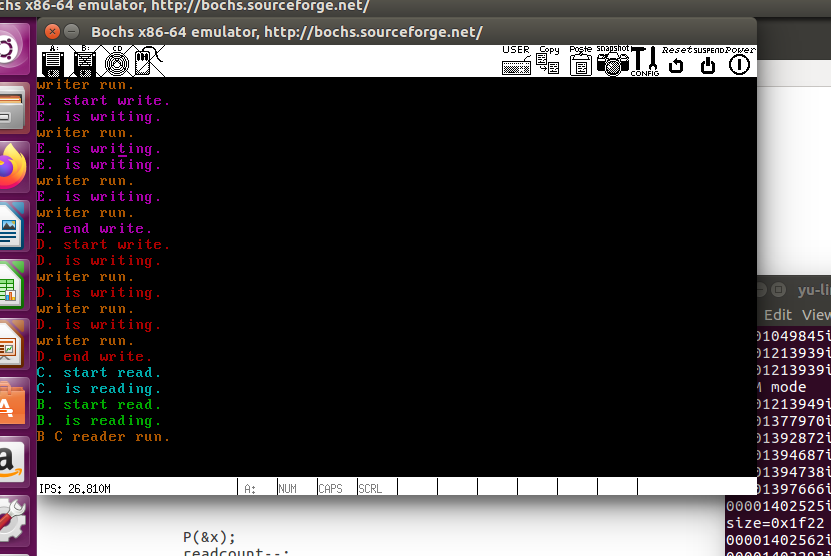 chs x86-64 emulator, http://bochs.sourceforge.net/
Bochs x86-64 emulator, http://bochs.sourceforge.net/
A: B: CD USER Copy Paste snapshot CONFIG Reset SUSPEND Power
writer run.
E. start write.
E. is writing.
writer run.
E. is writing.
E. is writing.
writer run.
E. is writing.
writer run.
E. end write.
D. start write.
D. is writing.
writer run.
D. is writing.
writer run.
D. is writing.
writer run.
D. end write.
C. start read.
C. is reading.
B. start read.
B. is reading.
B C reader run.
IPS: 26.810M A: NUM CAPS SCRL
P(&x);
readcount--;
yu-li
Edit View
01049845i
01213939i
01213939i
M mode
01213949i
01377970i
01392872i
01394687i
01394738i
01397666i
00001402525i
size=0x1f22
00001402562i